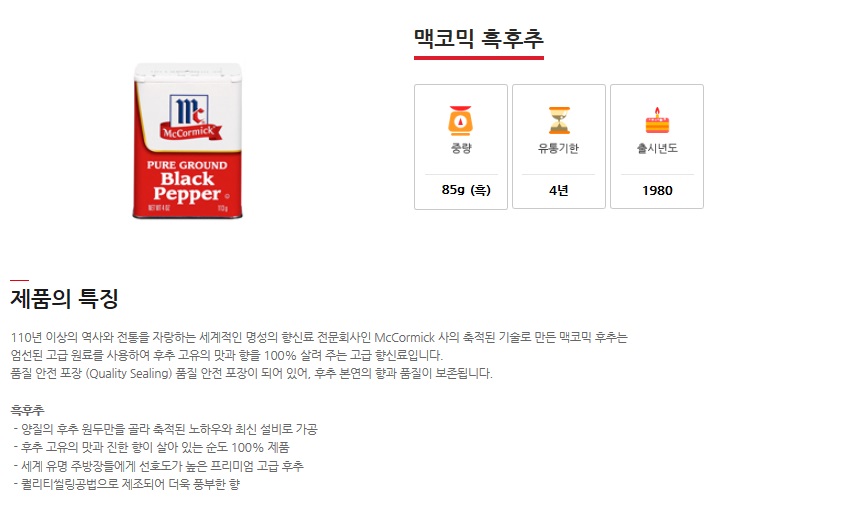 맥코믹 흑후추
중량
유통기한
출시년도
85g (흑)
4년
1980
Mc
McCormick
PURE GROUND
Black
Pepper
NET WT 4 OZ 113g
제품의 특징
110년 이상의 역사와 전통을 자랑하는 세계적인 명성의 향신료 전문회사인 McCormick 사의 축적된 기술로 만든 맥코믹 후추는
엄선된 고급 원료를 사용하여 후추 고유의 맛과 향을 100% 살려 주는 고급 향신료입니다.
품질 안전 포장 (Quality Sealing) 품질 안전 포장이 되어 있어, 후추 본연의 향과 품질이 보존됩니다.
흑후추
- 양질의 후추 원두만을 골라 축적된 노하우와 최신 설비로 가공
- 후추 고유의 맛과 진한 향이 살아 있는 순도 100% 제품
- 세계 유명 주방장들에게 선호도가 높은 프리미엄 고급 후추
- 퀄리티씰링공법으로 제조되어 더욱 풍부한 향